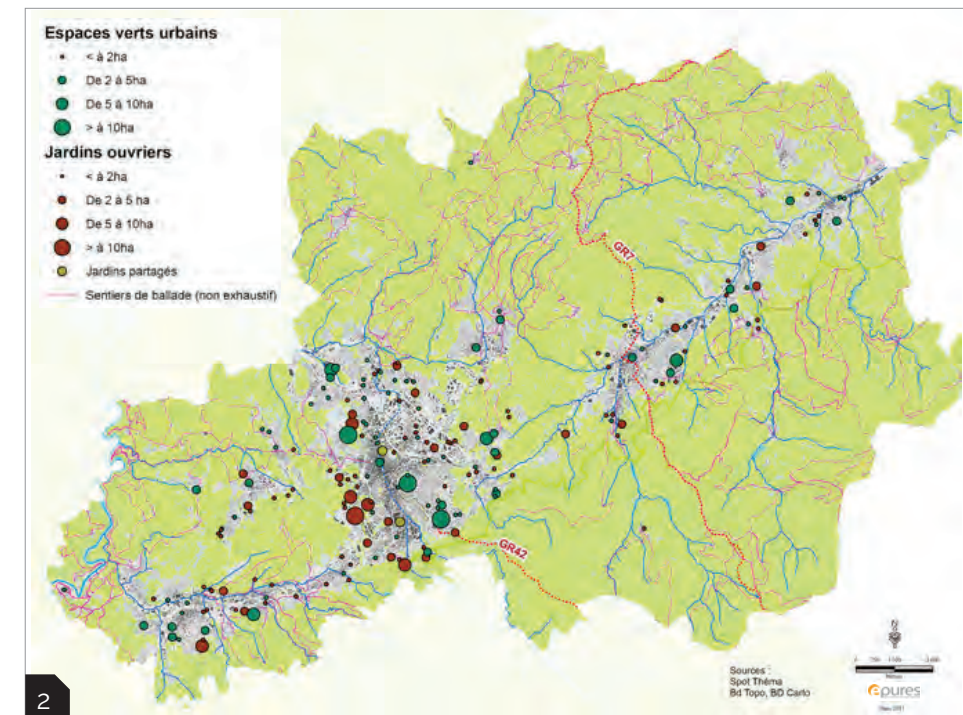 Espaces verts urbains
< à 2ha
De 2 à 5ha
De 5 à 10ha
> à 10ha
Jardins ouvriers
< à 2ha
De 2 à 5 ha
De 5 à 10ha
> à 10ha
Jardins partagés
Sentiers de ballade (non exhaustif)
GR7
GR42
N
Sources :
Spot Théma
Bd Topo, BD Carto
epures
2